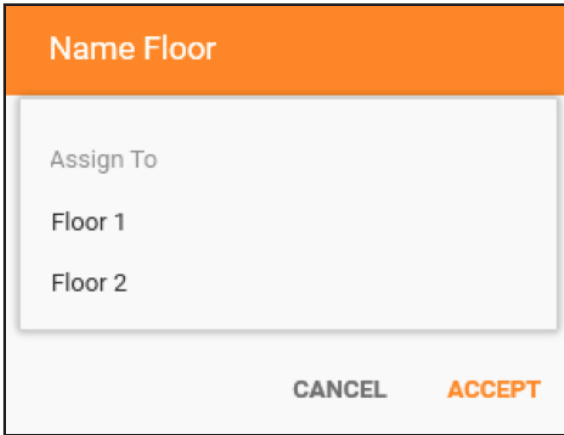 Name Floor
Assign To
Floor 1
Floor 2
CANCEL ACCEPT